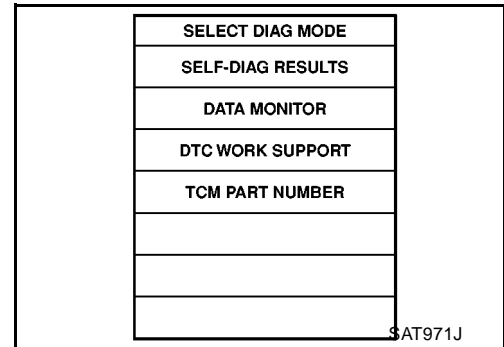 SELECT DIAG MODE
SELF-DIAG RESULTS
DATA MONITOR
DTC WORK SUPPORT
TCM PART NUMBER
SAT971J